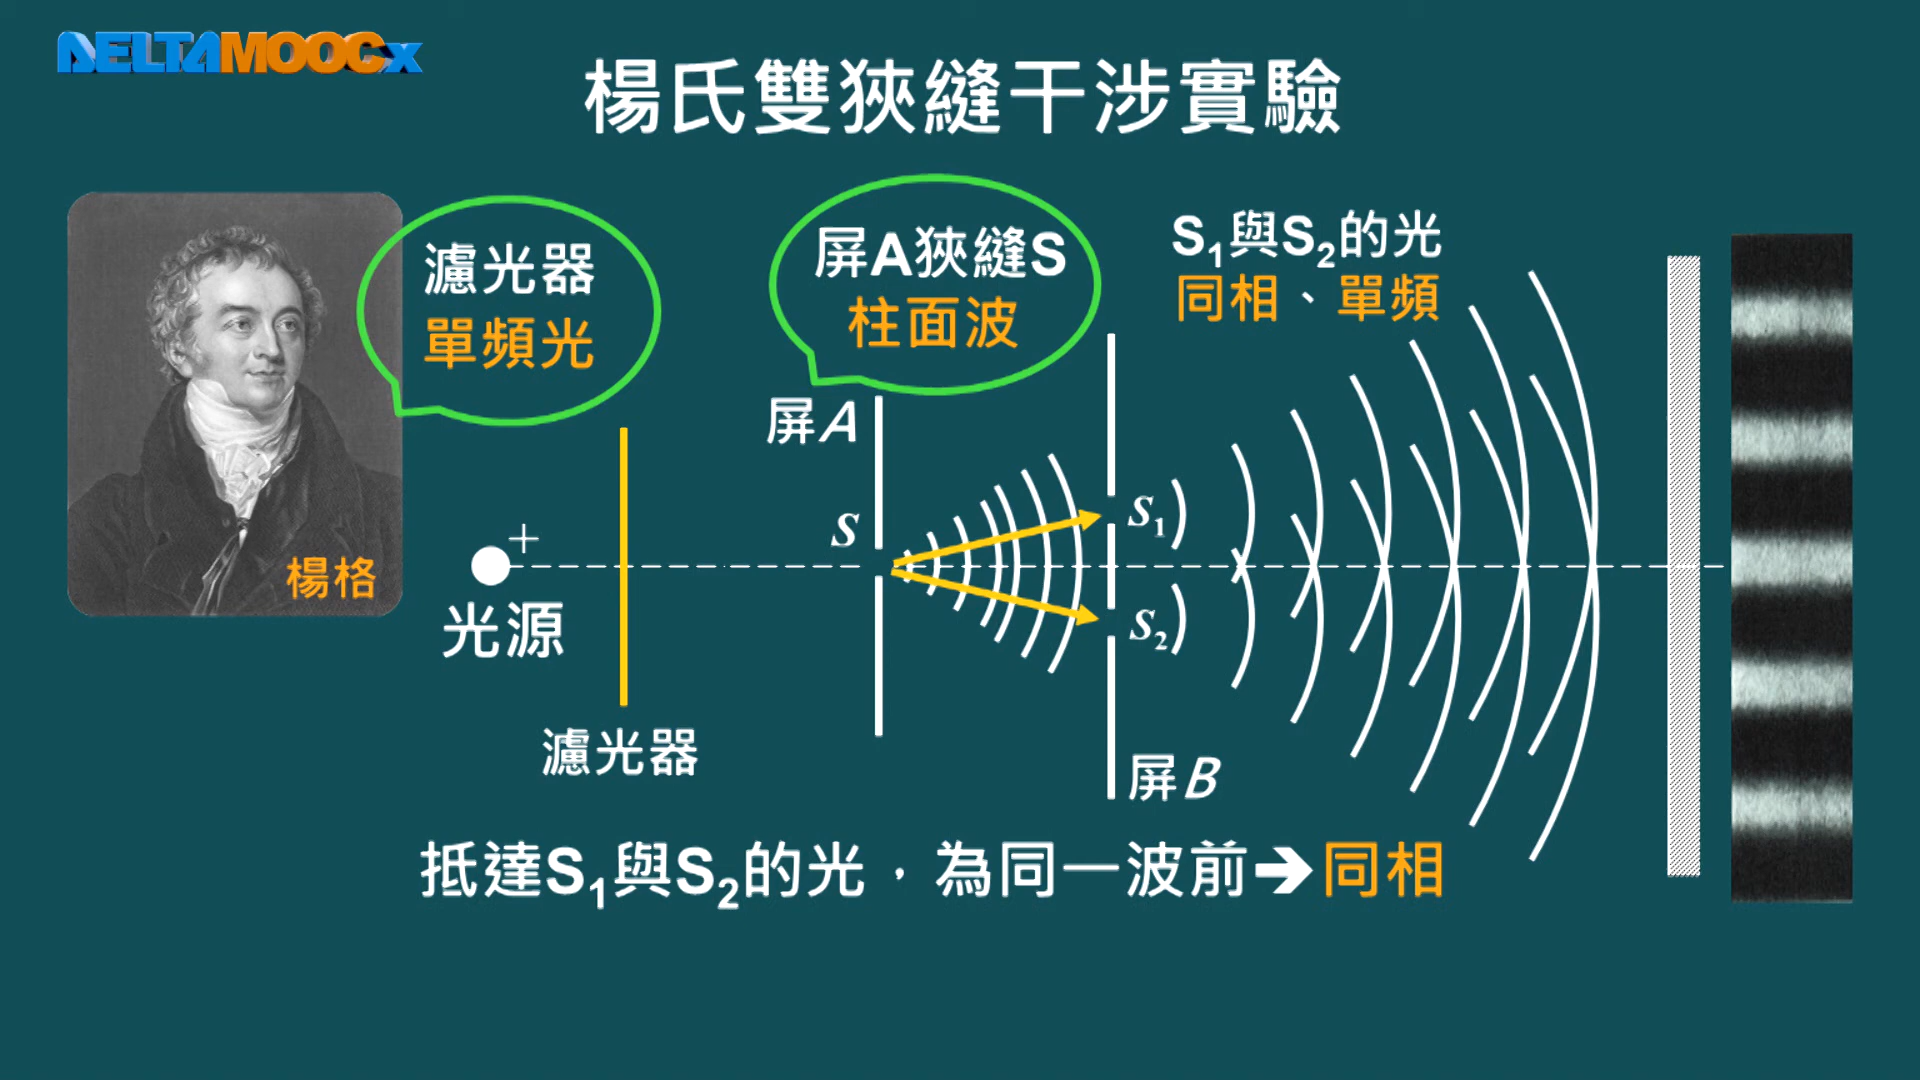 DELTAMOOCx
楊氏雙狹縫干涉實驗
濾光器
單頻光
屏A狹縫S
柱面波
S₁與S₂的光
同相、單頻
楊格
光源
濾光器
屏A
S
S₁
S₂
屏B
抵達S₁與S₂的光，為同一波前➔同相